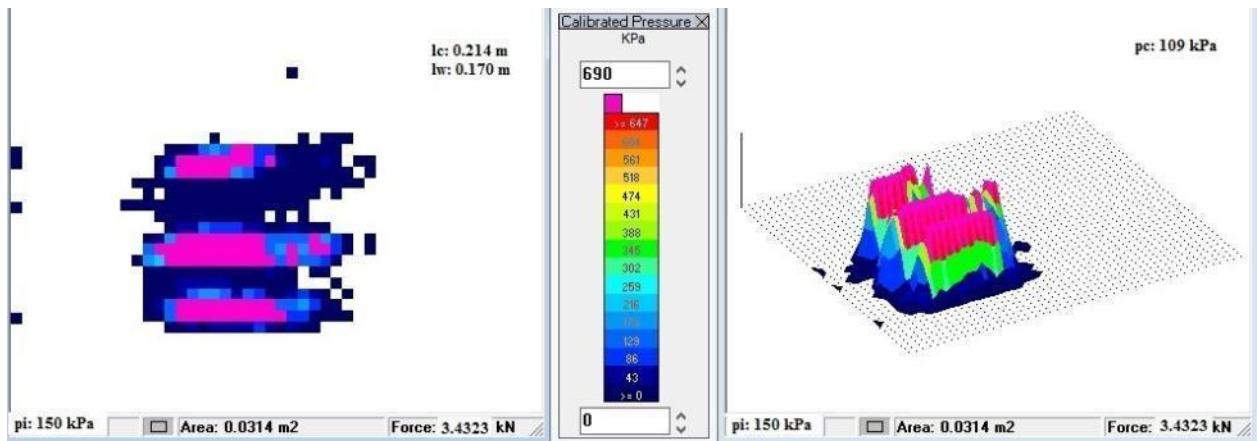 lc: 0.214 m
lw: 0.170 m
pi: 150 kPa
Area: 0.0314 m2
Force: 3.4323 kN
Calibrated Pressure
KPa
690
>= 647
604
561
518
474
431
388
345
302
259
216
172
129
86
43
>= 0
0
pc: 109 kPa
pi: 150 kPa
Area: 0.0314 m2
Force: 3.4323 kN